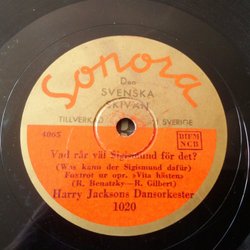 Sonora
Den
SVENSKA
SKIVAN
TILLVERKAD SVERIGE
4065
BIEM
NCB
Vad rår väl Sigismund för det?
(Was kann der Sigismund dafür)
Foxtrot ur opr. »Vita hästen»
(R. Benatzky—R. Gilbert)
Harry Jacksons Dansorkester
1020